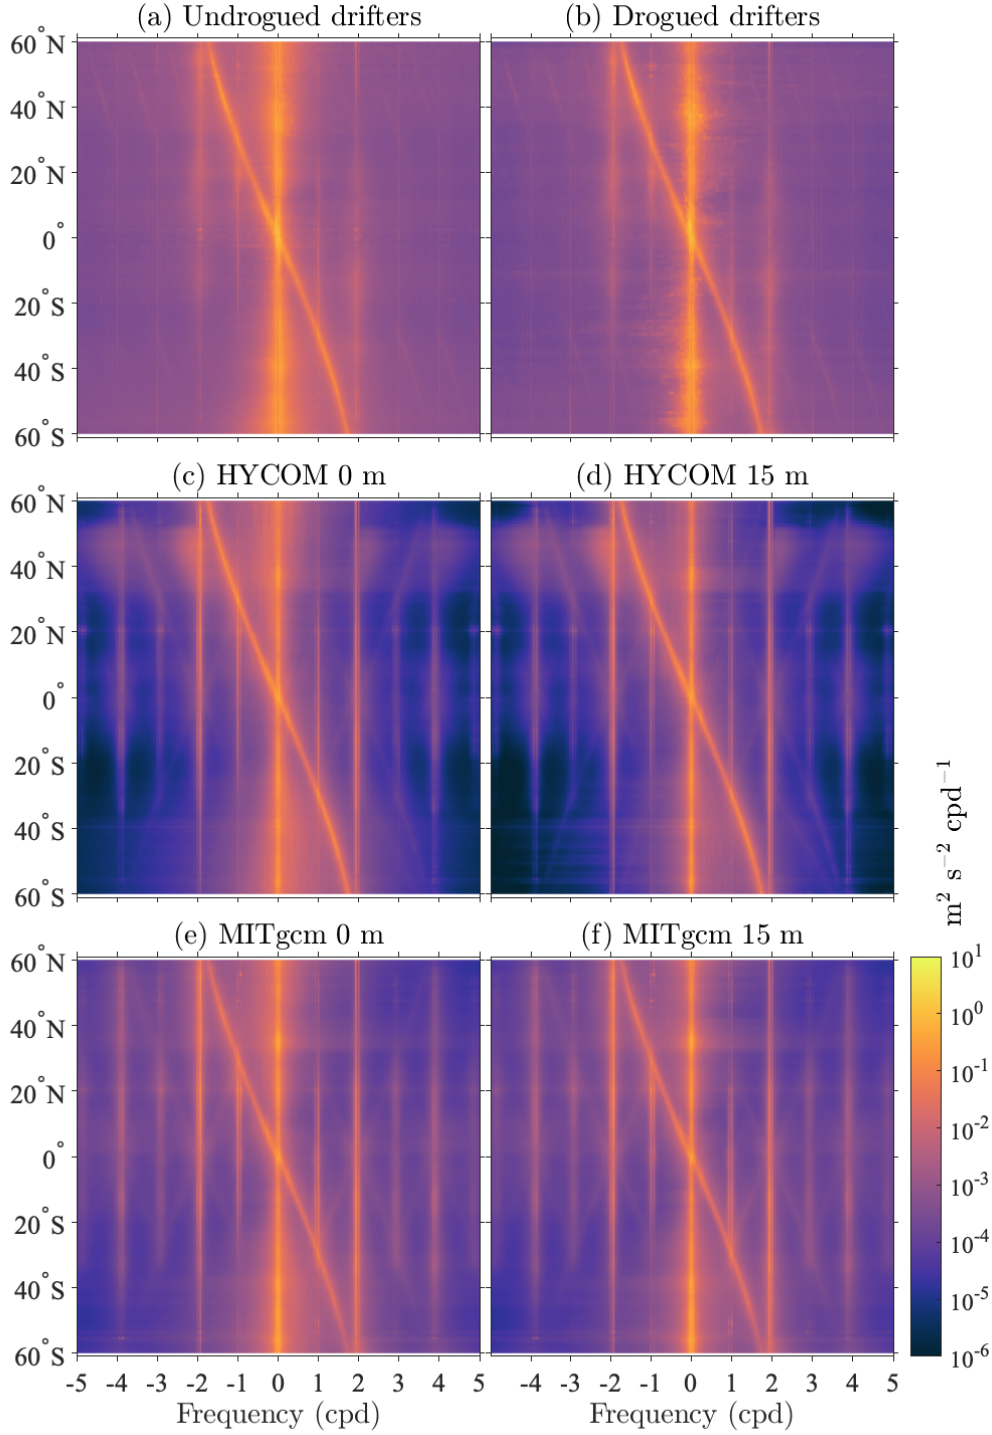 (a) Undrogued drifters
(b) Drogued drifters
60°N
40°N
20°N
0°
20°S
40°S
60°S
(c) HYCOM 0 m
(d) HYCOM 15 m
60°N
40°N
20°N
0°
20°S
40°S
60°S
m² s⁻² cpd⁻¹
(e) MITgcm 0 m
(f) MITgcm 15 m
60°N
40°N
20°N
0°
20°S
40°S
60°S
10¹
10⁰
10⁻¹
10⁻²
10⁻³
10⁻⁴
10⁻⁵
10⁻⁶
-5 -4 -3 -2 -1 0 1 2 3 4 5
-4 -3 -2 -1 0 1 2 3 4 5
Frequency (cpd)
Frequency (cpd)